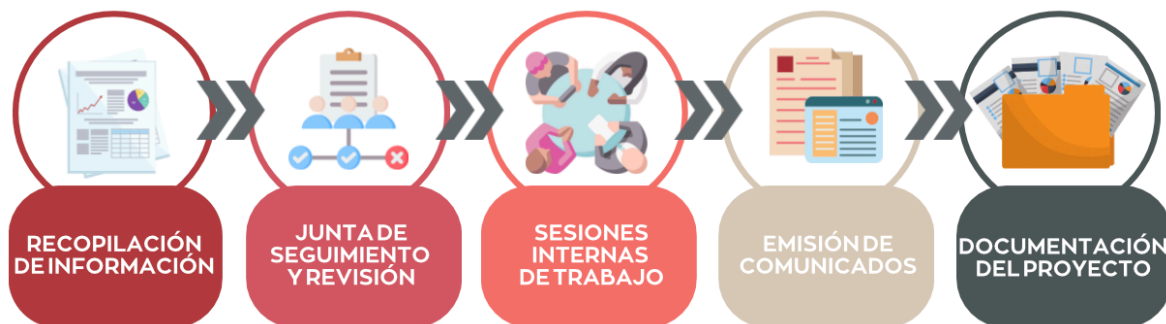 RECOPILACIÓN
DE INFORMACIÓN
JUNTA DE
SEGUIMIENTO
Y REVISIÓN
SESIONES
INTERNAS
DE TRABAJO
EMISIÓN DE
COMUNICADOS
DOCUMENTACIÓN
DEL PROYECTO